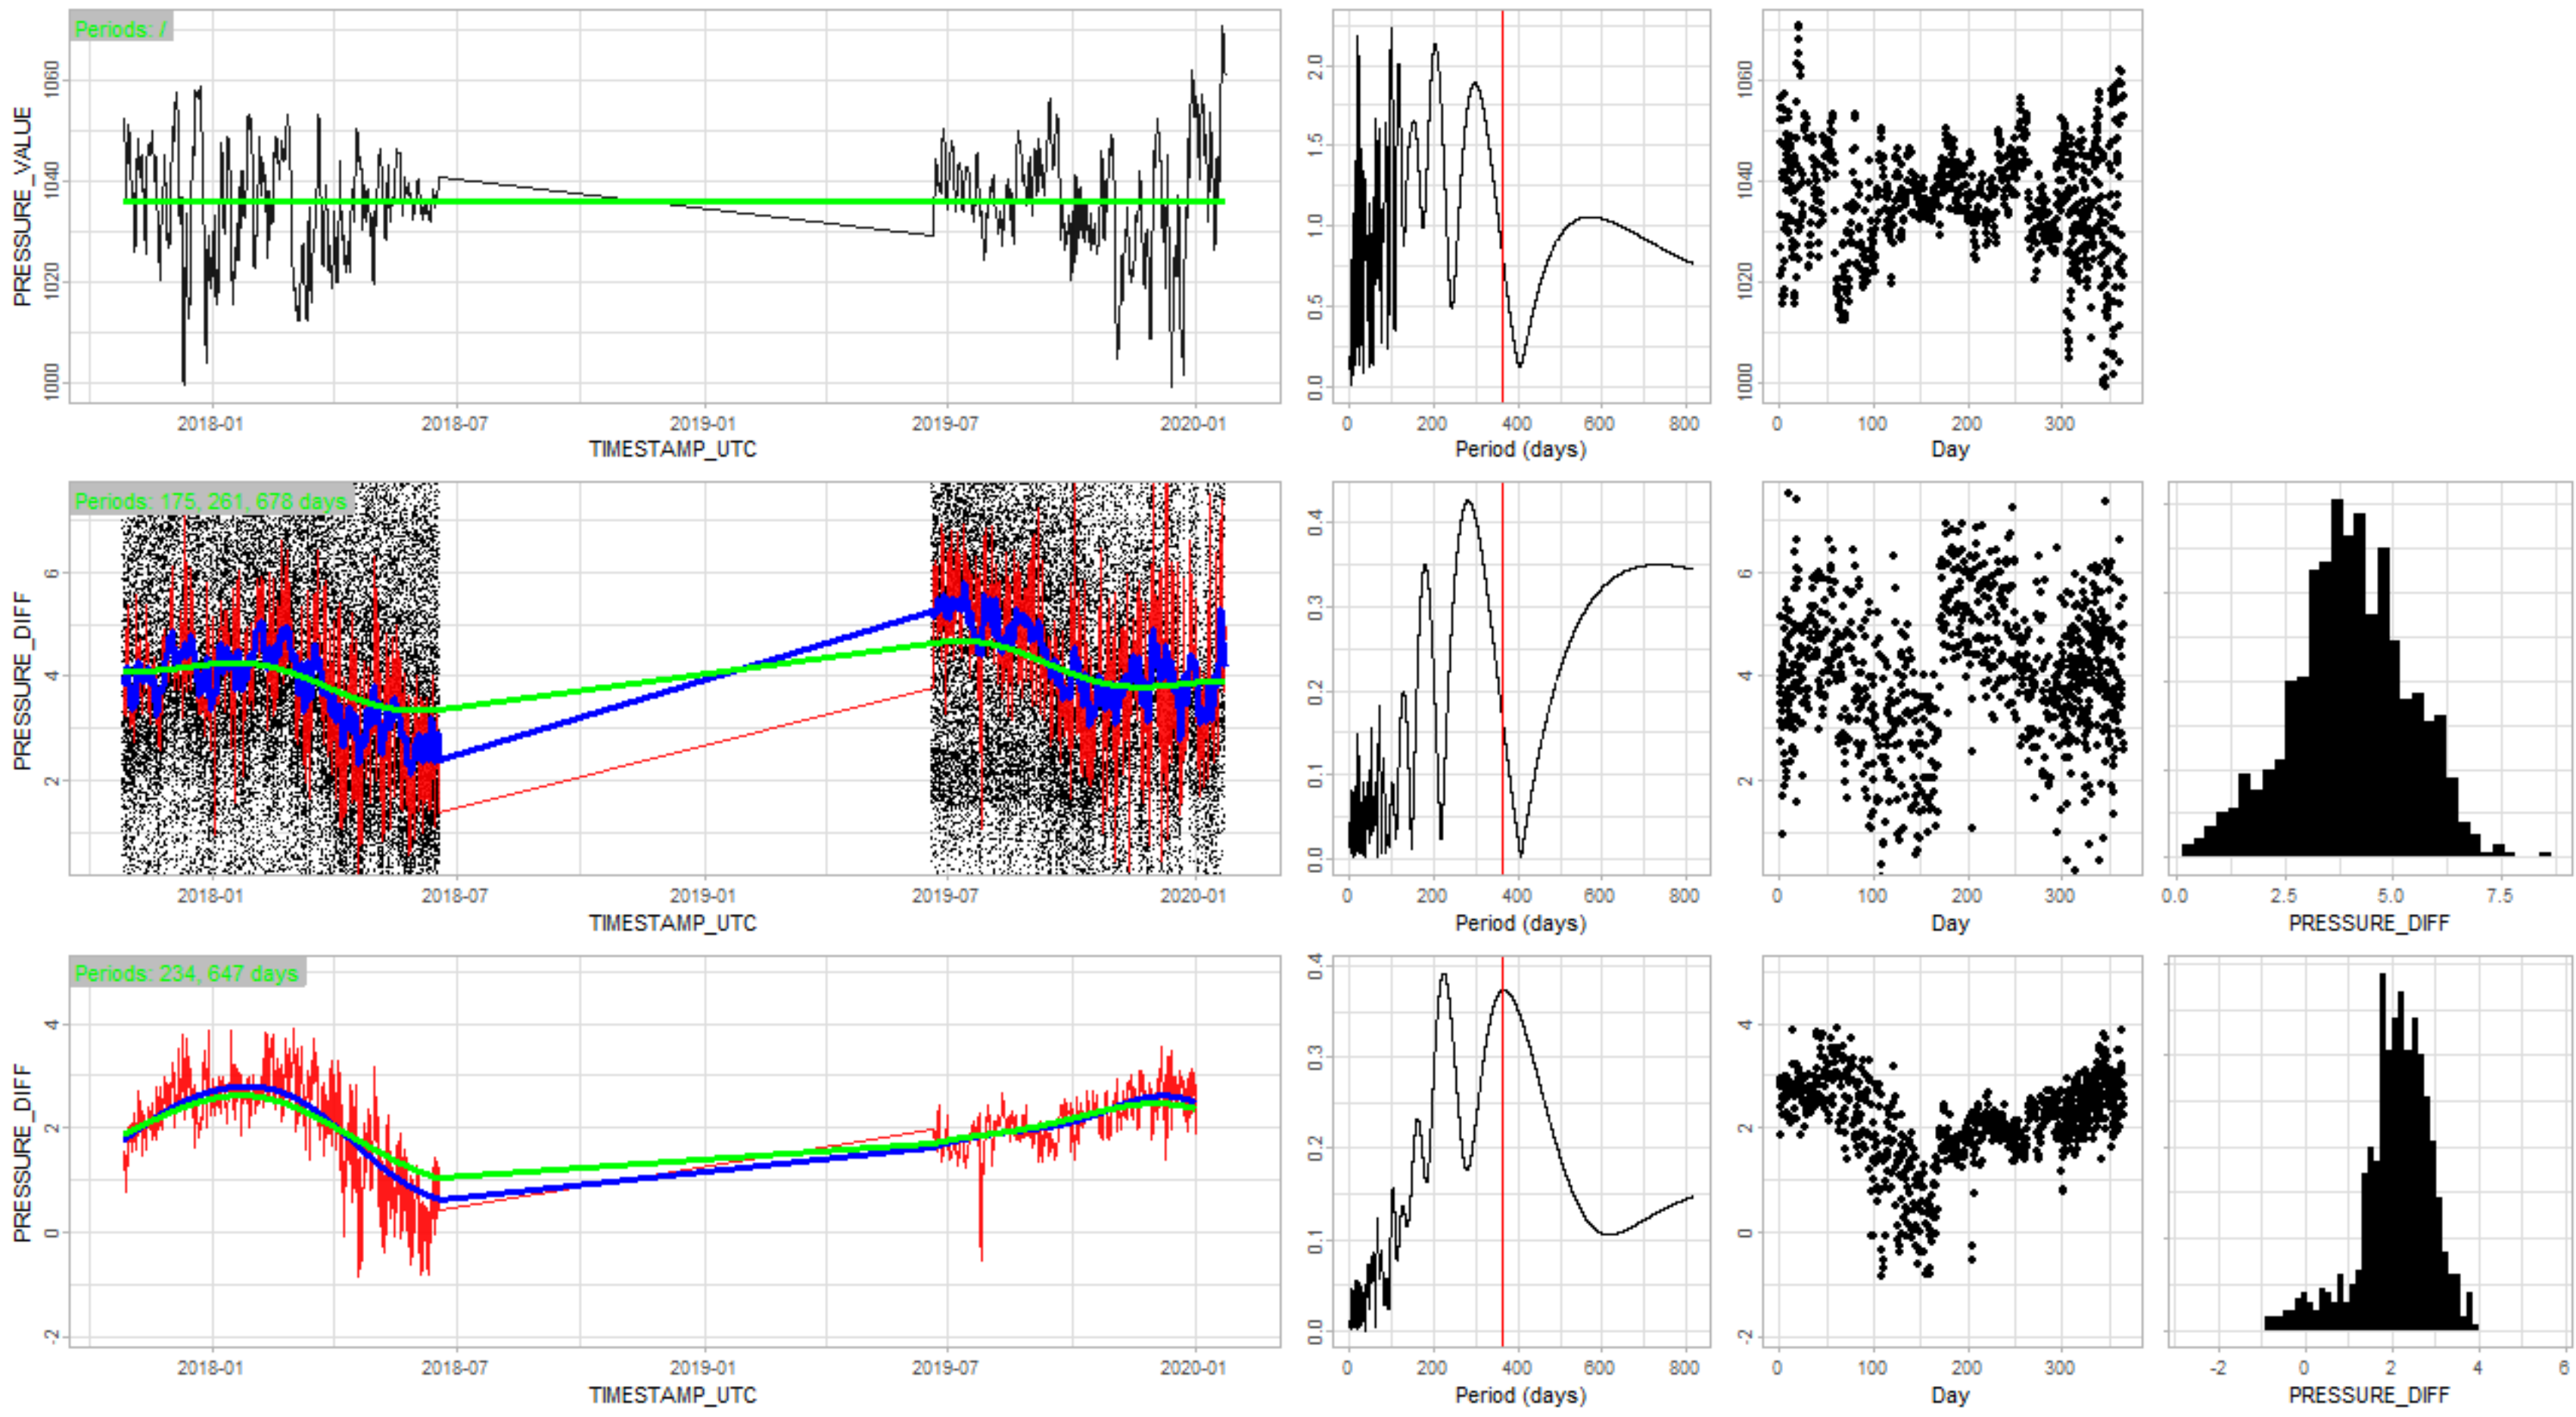 Periods: /
PRESSURE_VALUE
1060
1040
1020
1000
2018-01 2018-07 2019-01 2019-07 2020-01
TIMESTAMP_UTC
2.0
1.5
1.0
0.5
0.0
0 200 400 600 800
Period (days)
1060
1040
1020
1000
0 100 200 300
Day
Periods: 175, 261, 678 days
PRESSURE_DIFF
6
4
2
2018-01 2018-07 2019-01 2019-07 2020-01
TIMESTAMP_UTC
0.4
0.3
0.2
0.1
0.0
0 200 400 600 800
Period (days)
6
4
2
0 100 200 300
Day
0.0 2.5 5.0 7.5
PRESSURE_DIFF
Periods: 234, 647 days
PRESSURE_DIFF
4
2
0
-2
2018-01 2018-07 2019-01 2019-07 2020-01
TIMESTAMP_UTC
0.4
0.3
0.2
0.1
0.0
0 200 400 600 800
Period (days)
4
2
0
-2
0 100 200 300
Day
-2 0 2 4 6
PRESSURE_DIFF